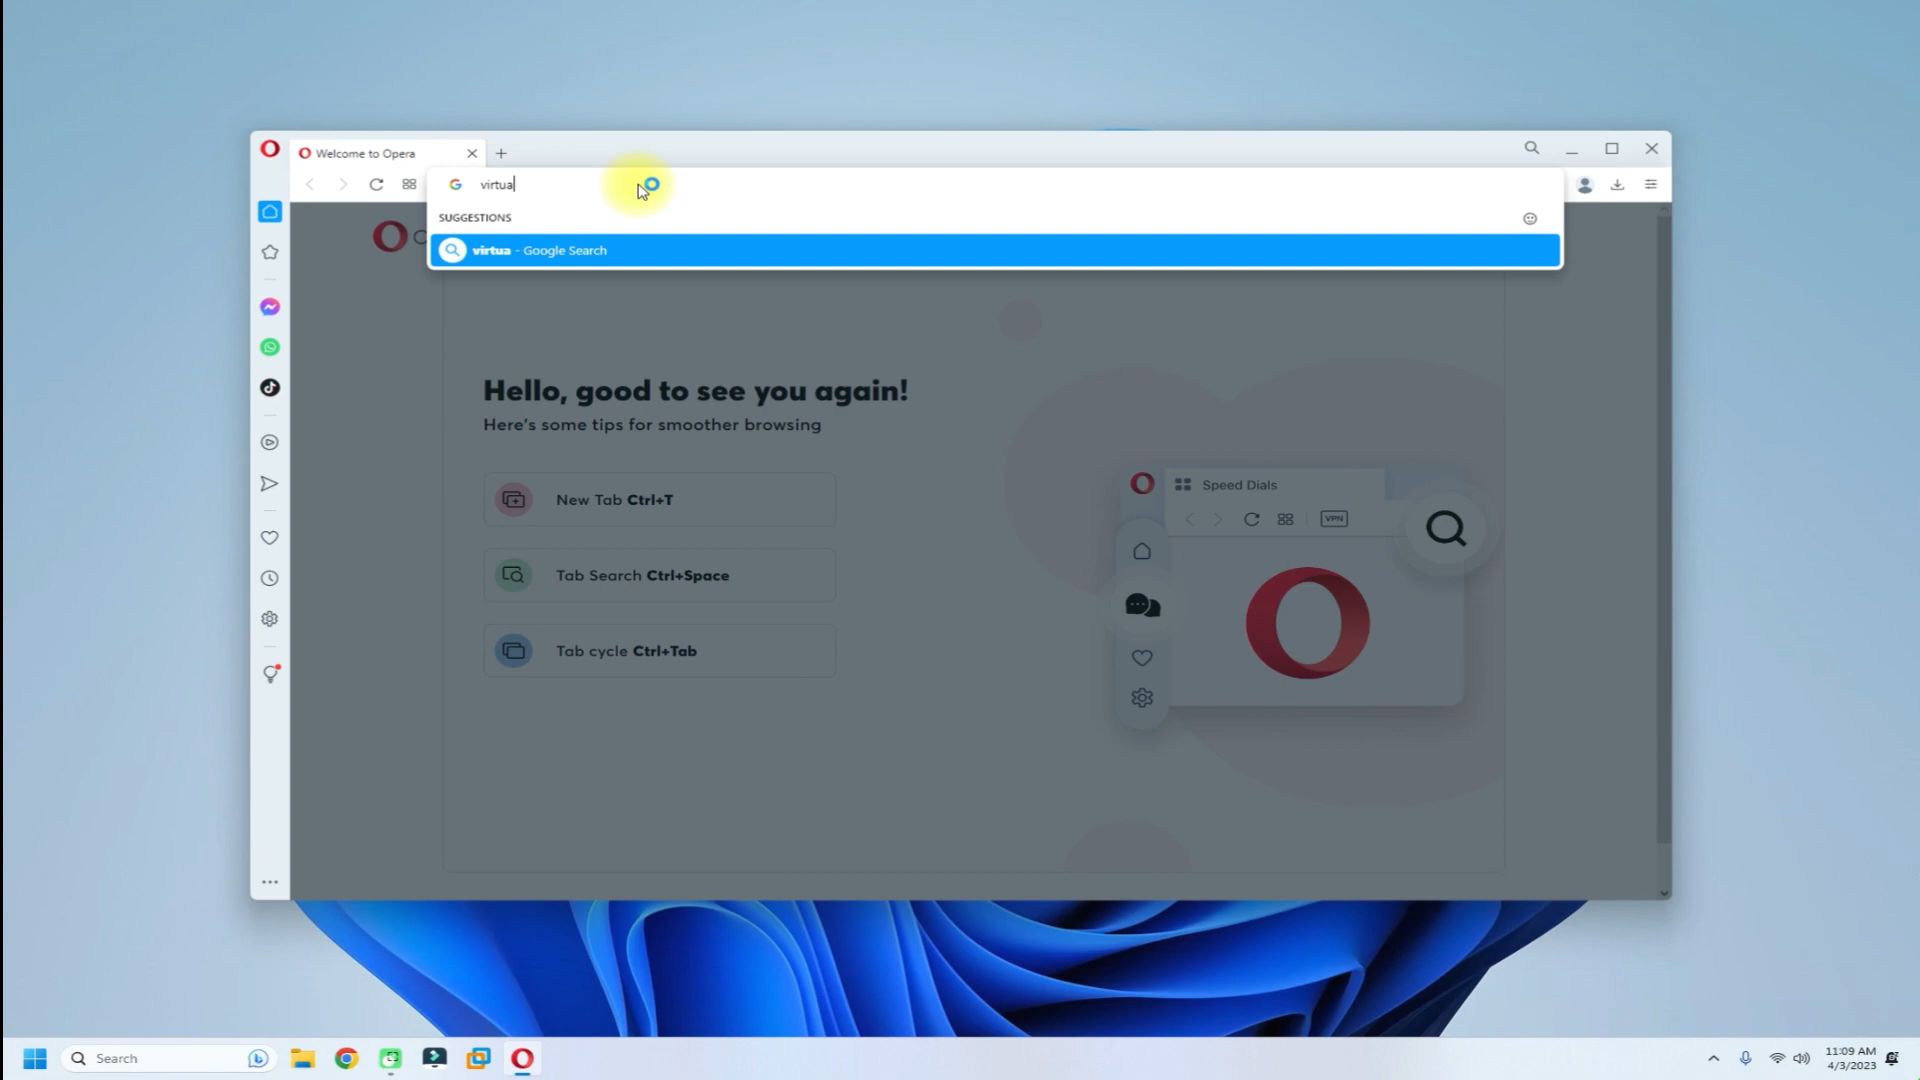 Welcome to Opera
virtua
SUGGESTIONS
virtua - Google Search
Hello, good to see you again!
Here's some tips for smoother browsing
New Tab Ctrl+T
Tab Search Ctrl+Space
Tab cycle Ctrl+Tab
Speed Dials
VPN
Search
11:09 AM
4/3/2023